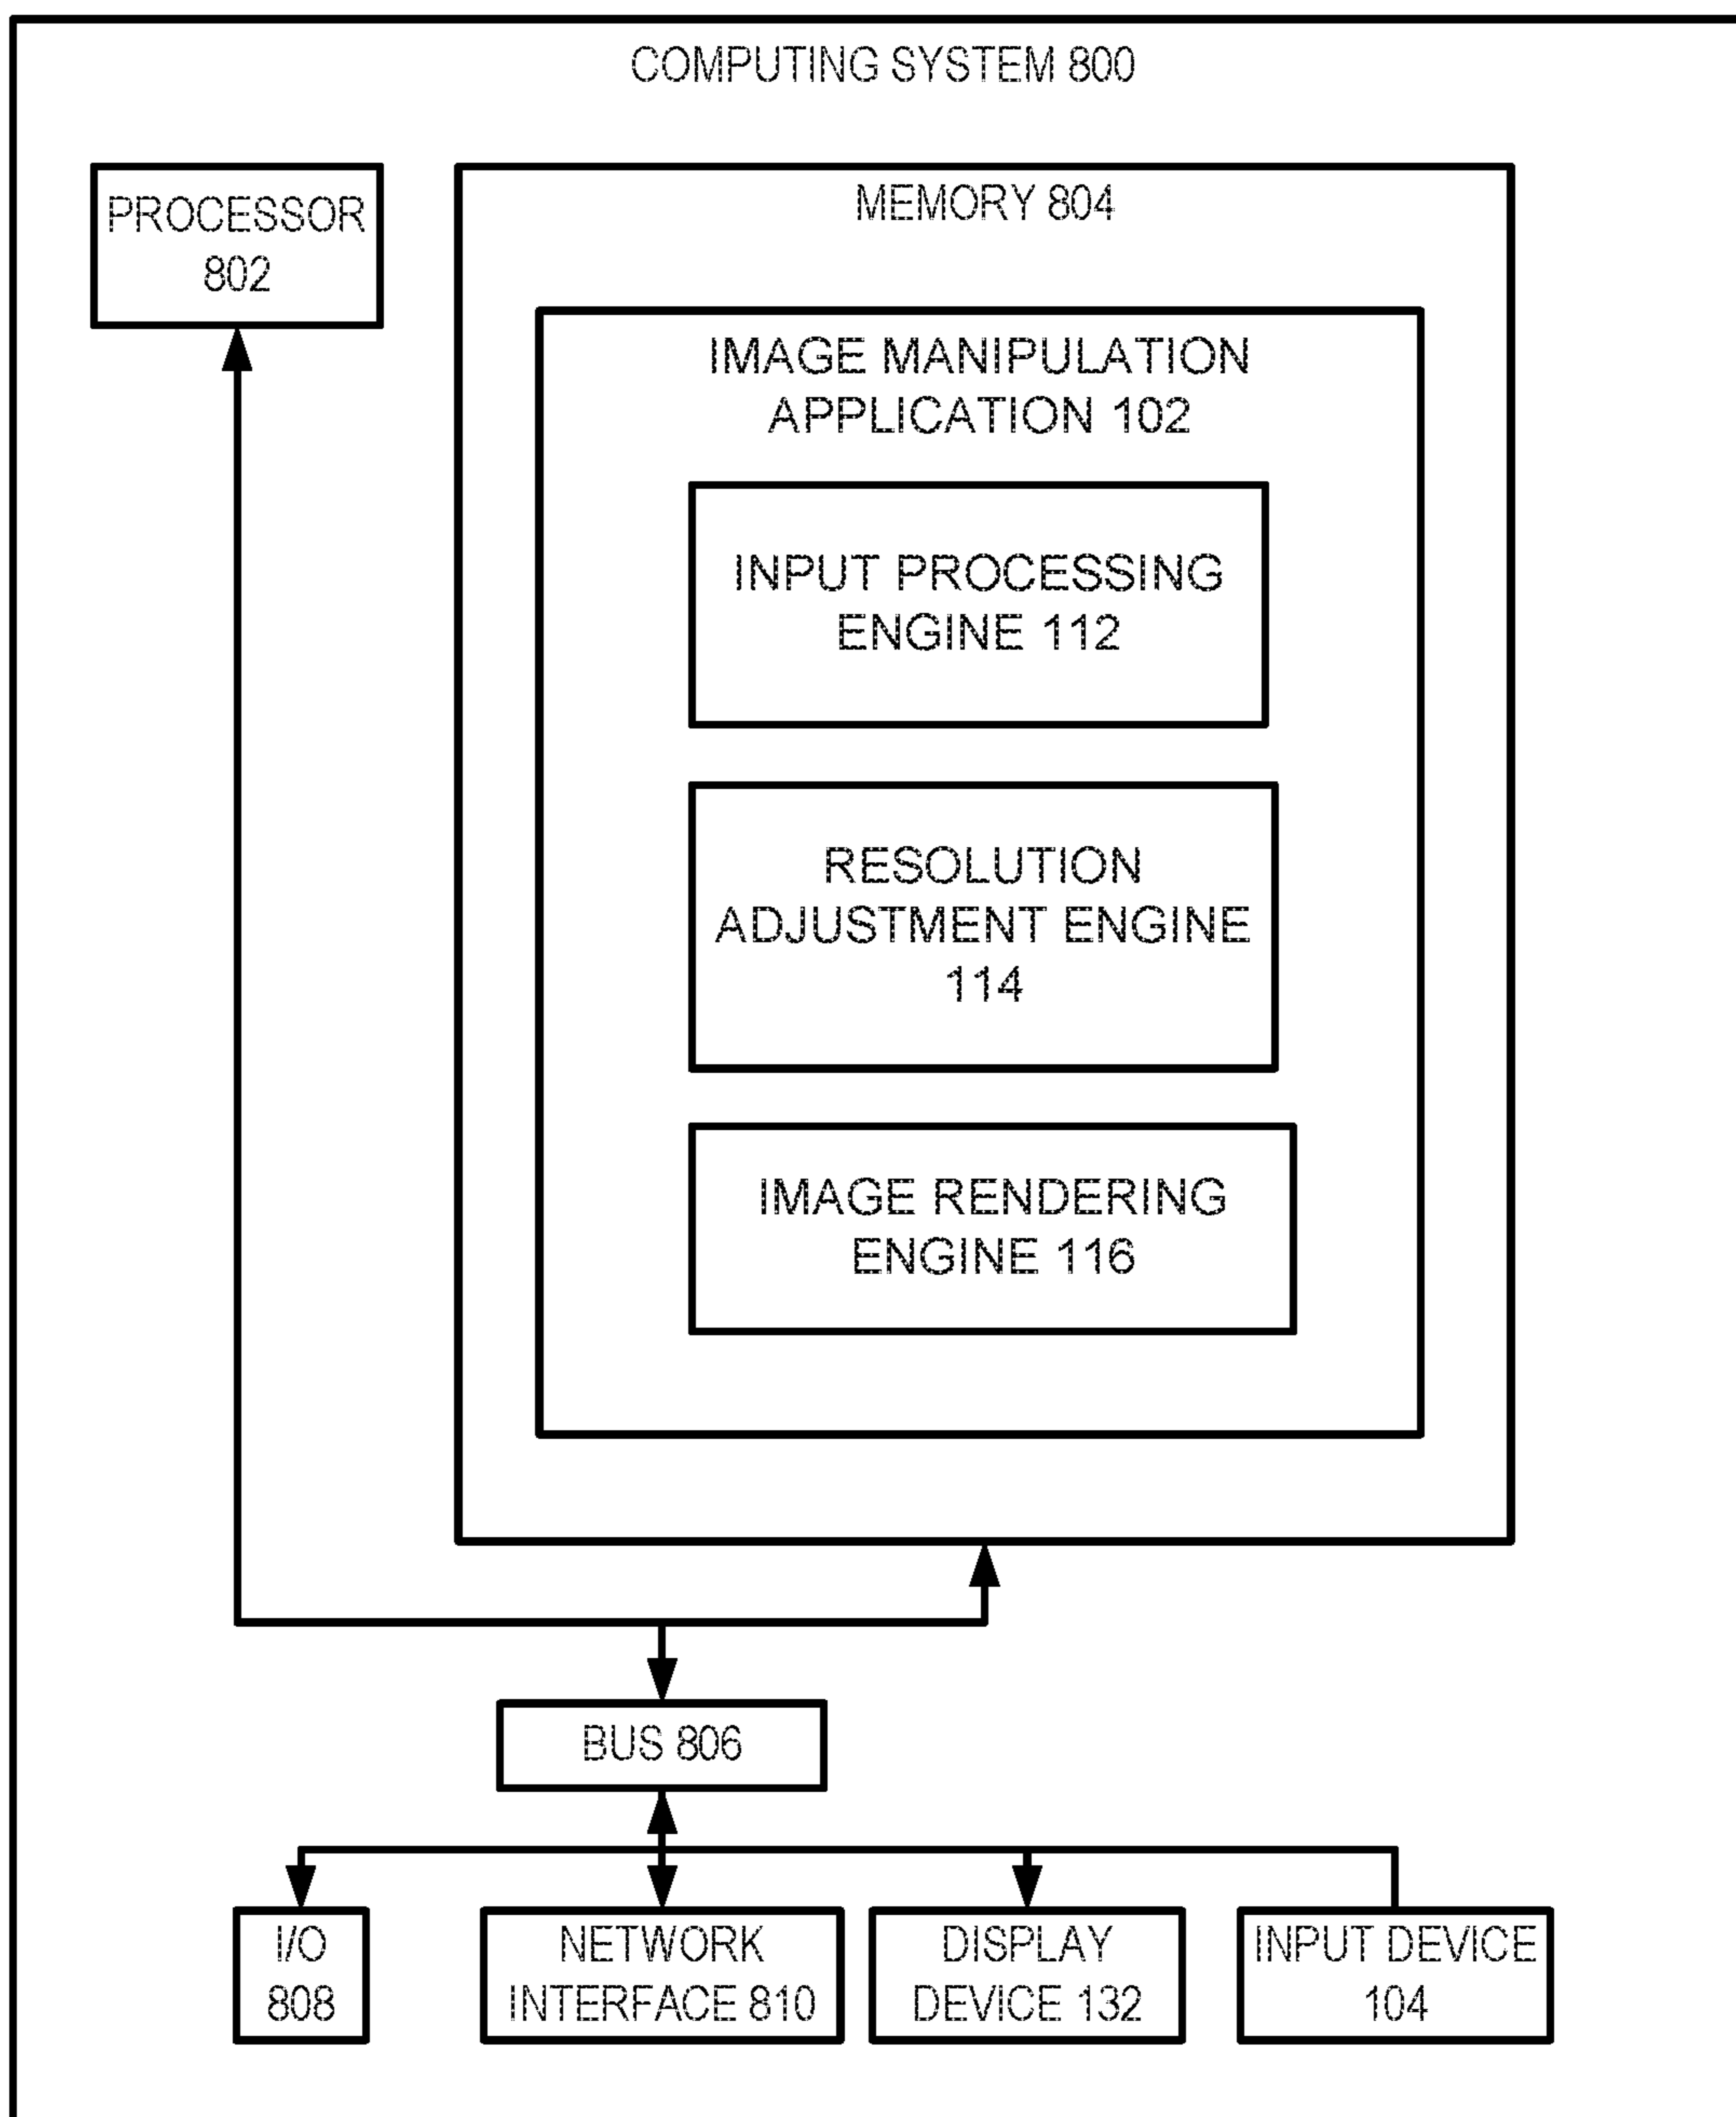 COMPUTING SYSTEM 800
PROCESSOR
802
MEMORY 804
IMAGE MANIPULATION
APPLICATION 102
INPUT PROCESSING
ENGINE 112
RESOLUTION
ADJUSTMENT ENGINE
114
IMAGE RENDERING
ENGINE 116
BUS 806
I/O
808
NETWORK
INTERFACE 810
DISPLAY
DEVICE 132
INPUT DEVICE
104